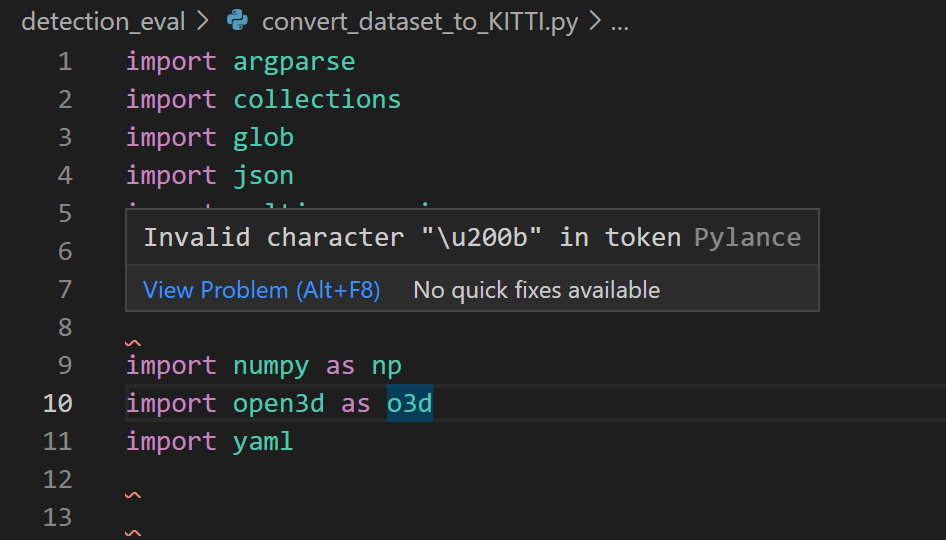 detection_eval > convert_dataset_to_KITTI.py > ...
1 import argparse
2 import collections
3 import glob
4 import json
5
Invalid character "\u200b" in token Pylance
6
View Problem (Alt+F8) No quick fixes available
7
8
9 import numpy as np
10 import open3d as o3d
11 import yaml
12
13